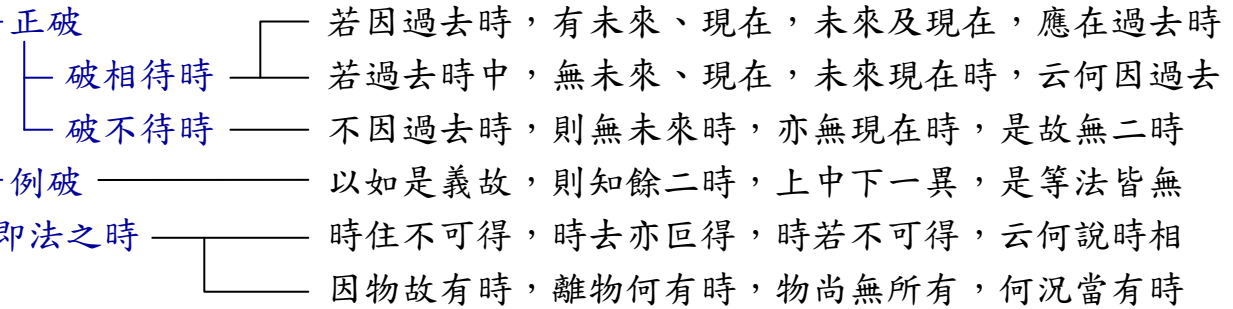 正破 若因過去時，有未來、現在，未來及現在，應在過去時
破相待時 若過去時中，無未來、現在，未來現在時，云何因過去
破不待時 不因過去時，則無未來時，亦無現在時，是故無二時
例破 以如是義故，則知餘二時，上中下一異，是等法皆無
即法之時 時住不可得，時去亦叵得，時若不可得，云何說時相
因物故有時，離物何有時，物尚無所有，何況當有時